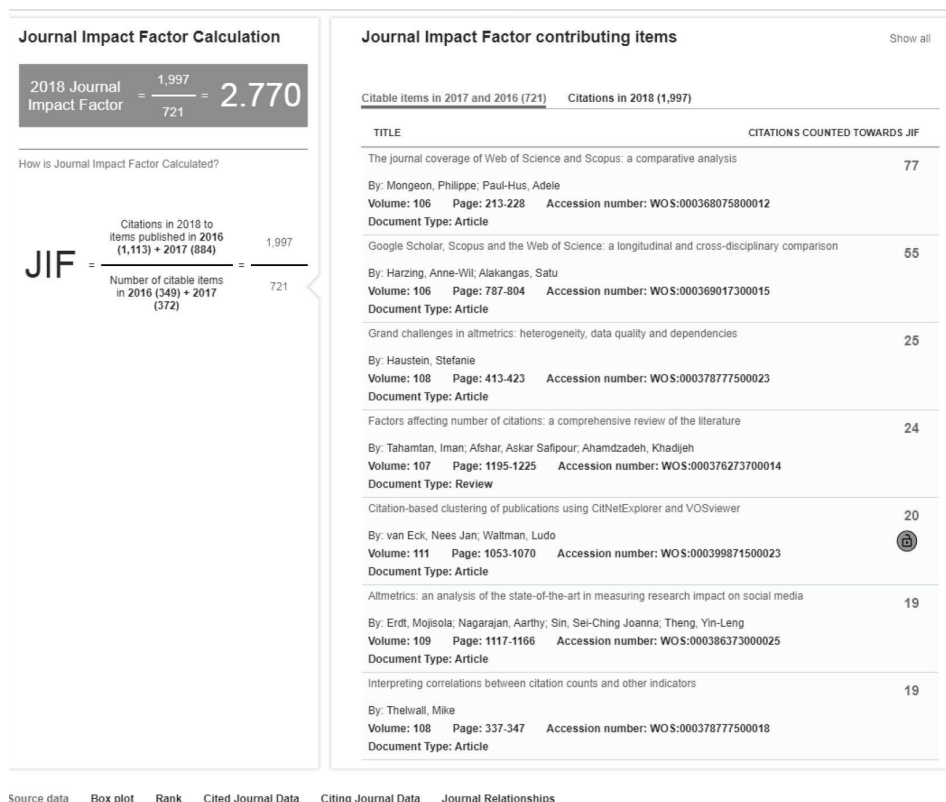 Journal Impact Factor Calculation
2018 Journal
Impact Factor
=
1,997
721
=
2.770
How is Journal Impact Factor Calculated?
JIF
=
Citations in 2018 to
items published in 2016
(1,113) + 2017 (884)
Number of citable items
in 2016 (349) + 2017
(372)
=
1,997
721
Journal Impact Factor contributing items
Show all
Citable items in 2017 and 2016 (721) Citations in 2018 (1,997)
TITLE CITATIONS COUNTED TOWARDS JIF
The journal coverage of Web of Science and Scopus: a comparative analysis 77
By: Mongeon, Philippe; Paul-Hus, Adele
Volume: 106 Page: 213-228 Accession number: WOS:000368075800012
Document Type: Article
Google Scholar, Scopus and the Web of Science: a longitudinal and cross-disciplinary comparison 55
By: Harzing, Anne-Wil; Alakangas, Satu
Volume: 106 Page: 787-804 Accession number: WOS:000369017300015
Document Type: Article
Grand challenges in altmetrics: heterogeneity, data quality and dependencies 25
By: Haustein, Stefanie
Volume: 108 Page: 413-423 Accession number: WOS:000378777500023
Document Type: Article
Factors affecting number of citations: a comprehensive review of the literature 24
By: Tahamtan, Iman; Afshar, Askar Safipour; Ahamdzadeh, Khadijeh
Volume: 107 Page: 1195-1225 Accession number: WOS:000376273700014
Document Type: Review
Citation-based clustering of publications using CitNetExplorer and VOSviewer 20
By: van Eck, Nees Jan; Waltman, Ludo
Volume: 111 Page: 1053-1070 Accession number: WOS:000399871500023
Document Type: Article
Altmetrics: an analysis of the state-of-the-art in measuring research impact on social media 19
By: Erdt, Mojisola; Nagarajan, Aarthy; Sin, Sei-Ching Joanna; Theng, Yin-Leng
Volume: 109 Page: 1117-1166 Accession number: WOS:000386373000025
Document Type: Article
Interpreting correlations between citation counts and other indicators 19
By: Thelwall, Mike
Volume: 108 Page: 337-347 Accession number: WOS:000378777500018
Document Type: Article
Source data Box plot Rank Cited Journal Data Citing Journal Data Journal Relationships